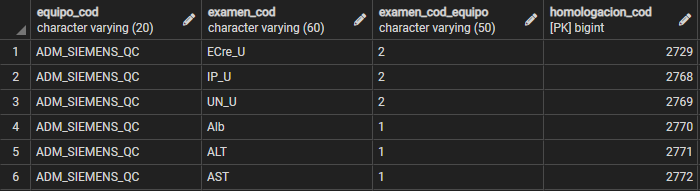 equipo_cod examen_cod examen_cod_equipo homologacion_cod
character varying (20) character varying (60) character varying (50) [PK] bigint
1 ADM_SIEMENS_QC ECre_U 2 2729
2 ADM_SIEMENS_QC IP_U 2 2768
3 ADM_SIEMENS_QC UN_U 2 2769
4 ADM_SIEMENS_QC Alb 1 2770
5 ADM_SIEMENS_QC ALT 1 2771
6 ADM_SIEMENS_QC AST 1 2772